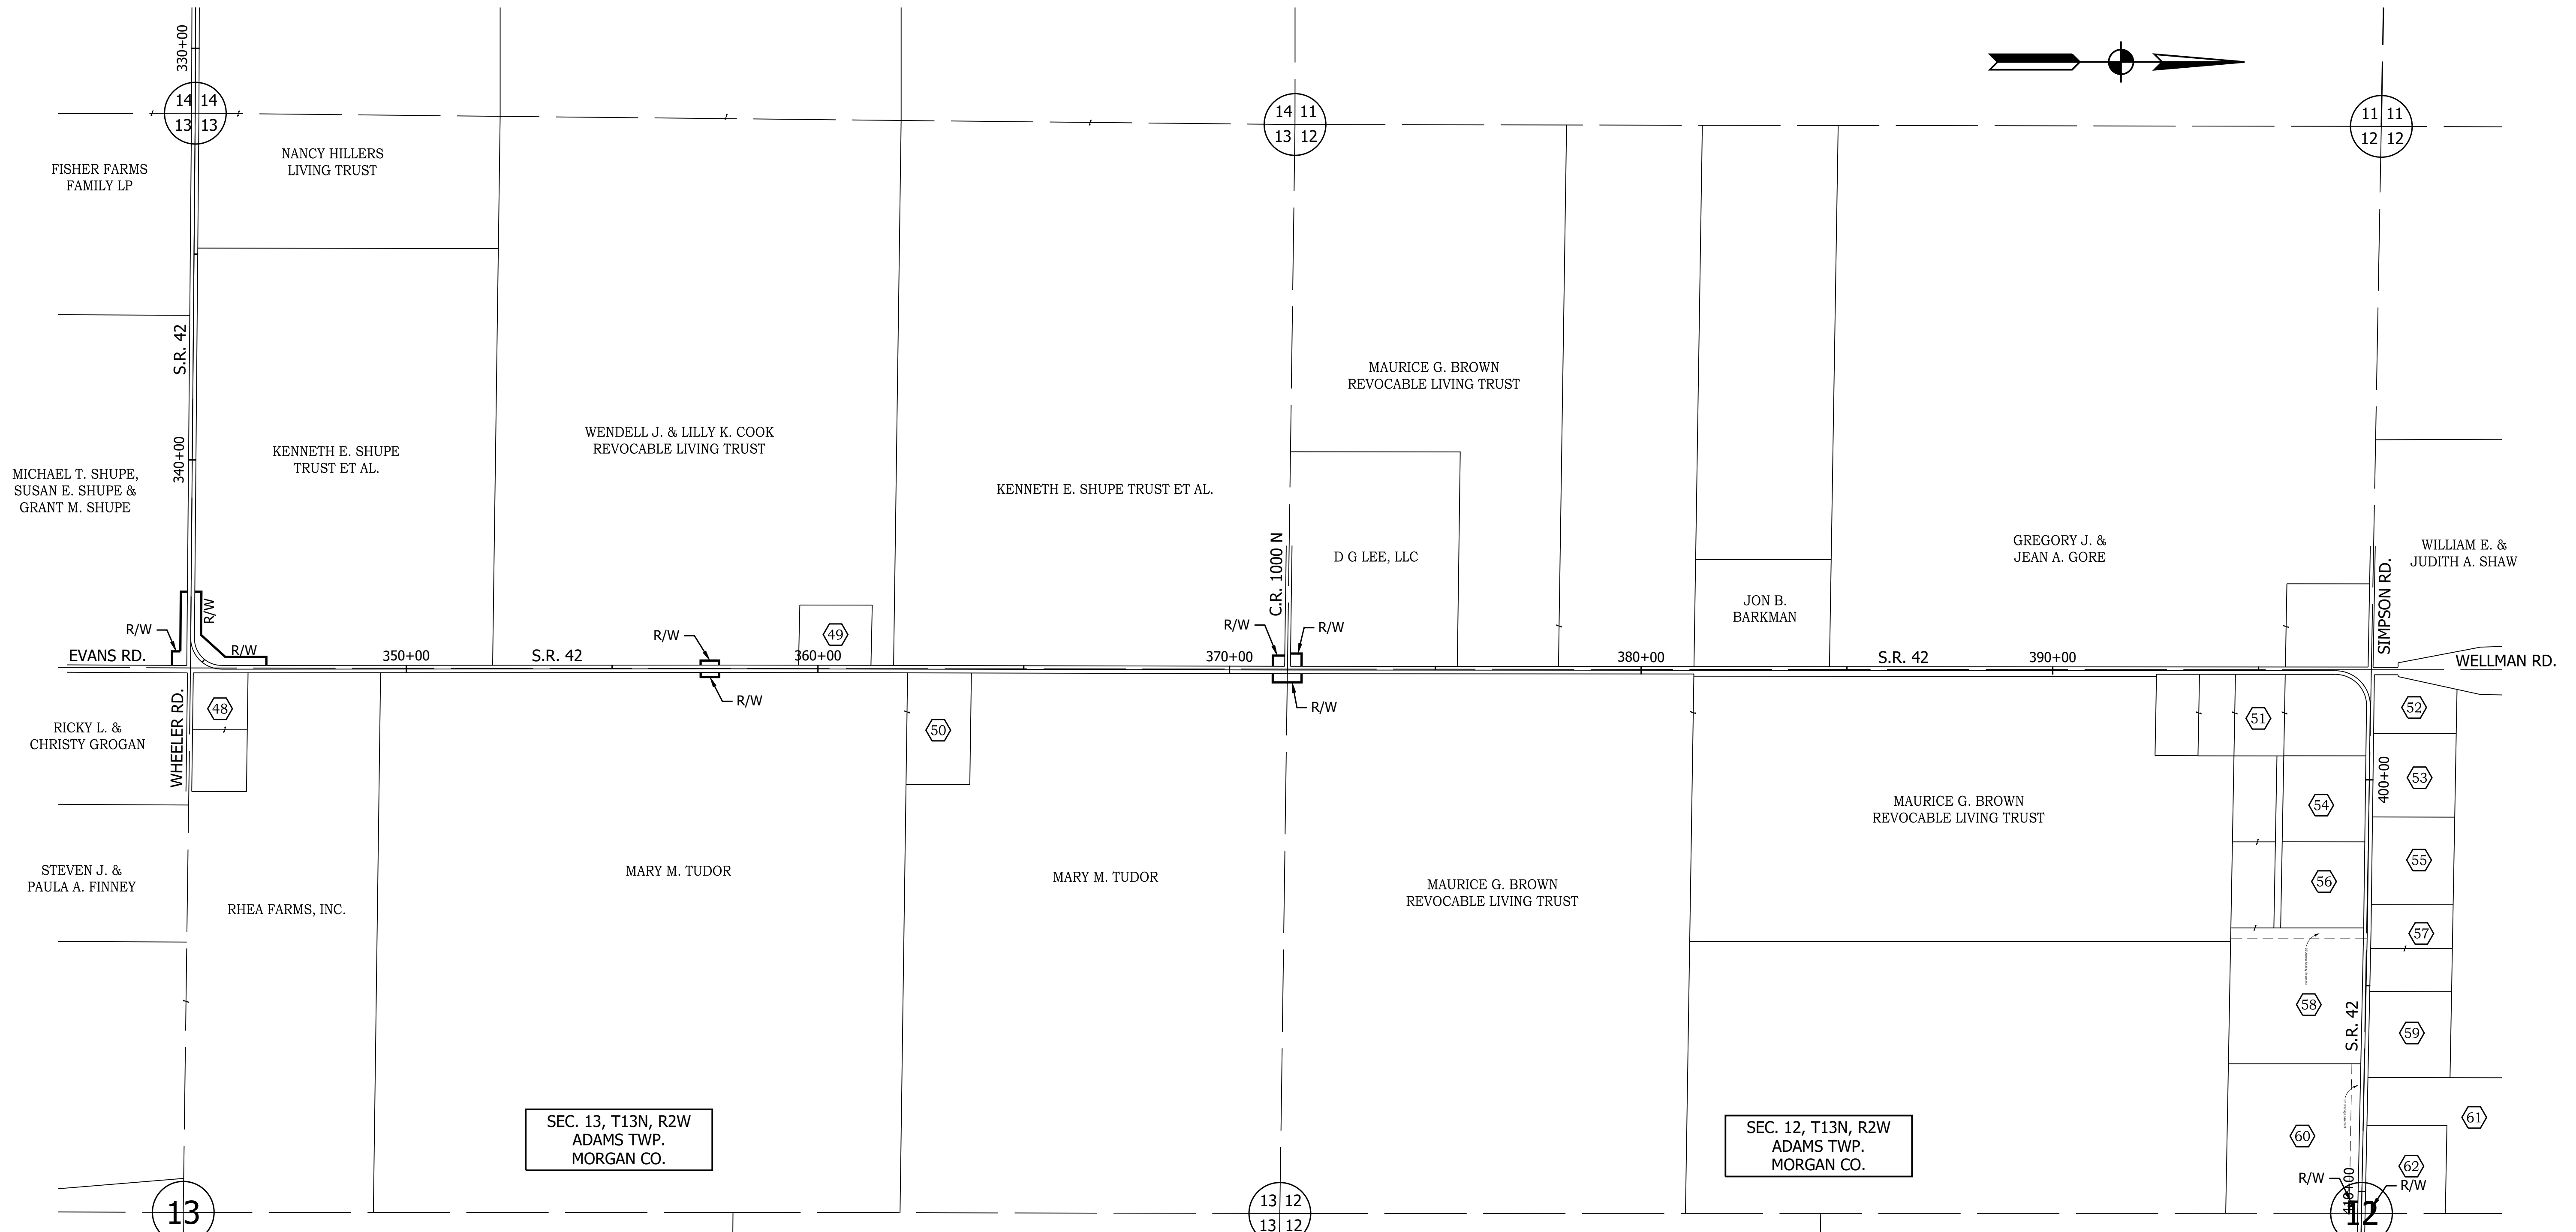 330+00
14 14
13 13
14 11
13 12
11 11
12 12
FISHER FARMS
FAMILY LP
NANCY HILLERS
LIVING TRUST
S.R. 42
340+00
MICHAEL T. SHUPE,
SUSAN E. SHUPE &
GRANT M. SHUPE
KENNETH E. SHUPE
TRUST ET AL.
WENDELL J. & LILLY K. COOK
REVOCABLE LIVING TRUST
KENNETH E. SHUPE TRUST ET AL.
MAURICE G. BROWN
REVOCABLE LIVING TRUST
C.R. 1000 N
D G LEE, LLC
JON B.
BARKMAN
GREGORY J. &
JEAN A. GORE
SIMPSON RD.
WILLIAM E. &
JUDITH A. SHAW
R/W
R/W
R/W
R/W
49
R/W
R/W
EVANS RD.
350+00
S.R. 42
360+00
370+00
380+00
S.R. 42
390+00
WELLMAN RD.
R/W
R/W
WHEELER RD.
48
50
51
52
RICKY L. &
CHRISTY GROGAN
400+00
53
54
55
MAURICE G. BROWN
REVOCABLE LIVING TRUST
STEVEN J. &
PAULA A. FINNEY
MARY M. TUDOR
MARY M. TUDOR
MAURICE G. BROWN
REVOCABLE LIVING TRUST
RHEA FARMS, INC.
56
57
58
S.R. 42
59
60
61
62
SEC. 13, T13N, R2W
ADAMS TWP.
MORGAN CO.
SEC. 12, T13N, R2W
ADAMS TWP.
MORGAN CO.
R/W
R/W
410+00
13
13 12
13 12
12